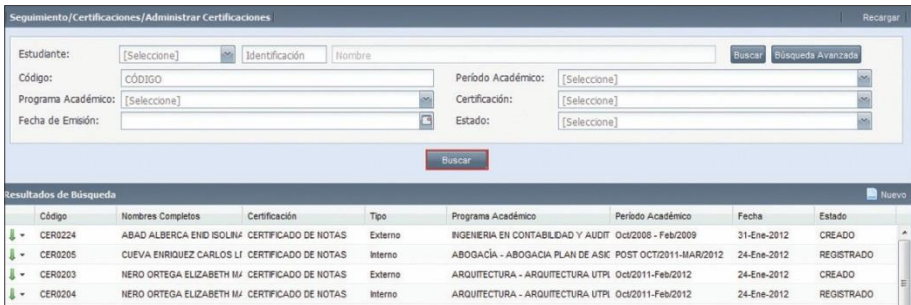 Seguimiento/Certificaciones/Administrar Certificaciones Recargar
Estudiante: [Seleccione] Identificación Nombre Buscar Búsqueda Avanzada
Código: CÓDIGO Período Académico: [Seleccione]
Programa Académico: [Seleccione] Certificación: [Seleccione]
Fecha de Emisión: Estado: [Seleccione]
Buscar
Resultados de Búsqueda Nuevo
Código Nombres Completos Certificación Tipo Programa Académico Período Académico Fecha Estado
CER0224 ABAD ALBERCA ENID ISOLINA CERTIFICADO DE NOTAS Externo INGENIERIA EN CONTABILIDAD Y AUDIT Oct/2008 - Feb/2009 31-Ene-2012 CREADO
CER0205 CUEVA ENRIQUEZ CARLOS LI CERTIFICADO DE NOTAS Interno ABOGACÌA - ABOGACIA PLAN DE ASIC POST OCT/2011-MAR/2012 24-Ene-2012 REGISTRADO
CER0203 NERO ORTEGA ELIZABETH MA CERTIFICADO DE NOTAS Externo ARQUITECTURA - ARQUITECTURA UTPL Oct/2011-Feb/2012 24-Ene-2012 CREADO
CER0204 NERO ORTEGA ELIZABETH MA CERTIFICADO DE NOTAS Interno ARQUITECTURA - ARQUITECTURA UTPL Oct/2011-Feb/2012 24-Ene-2012 REGISTRADO